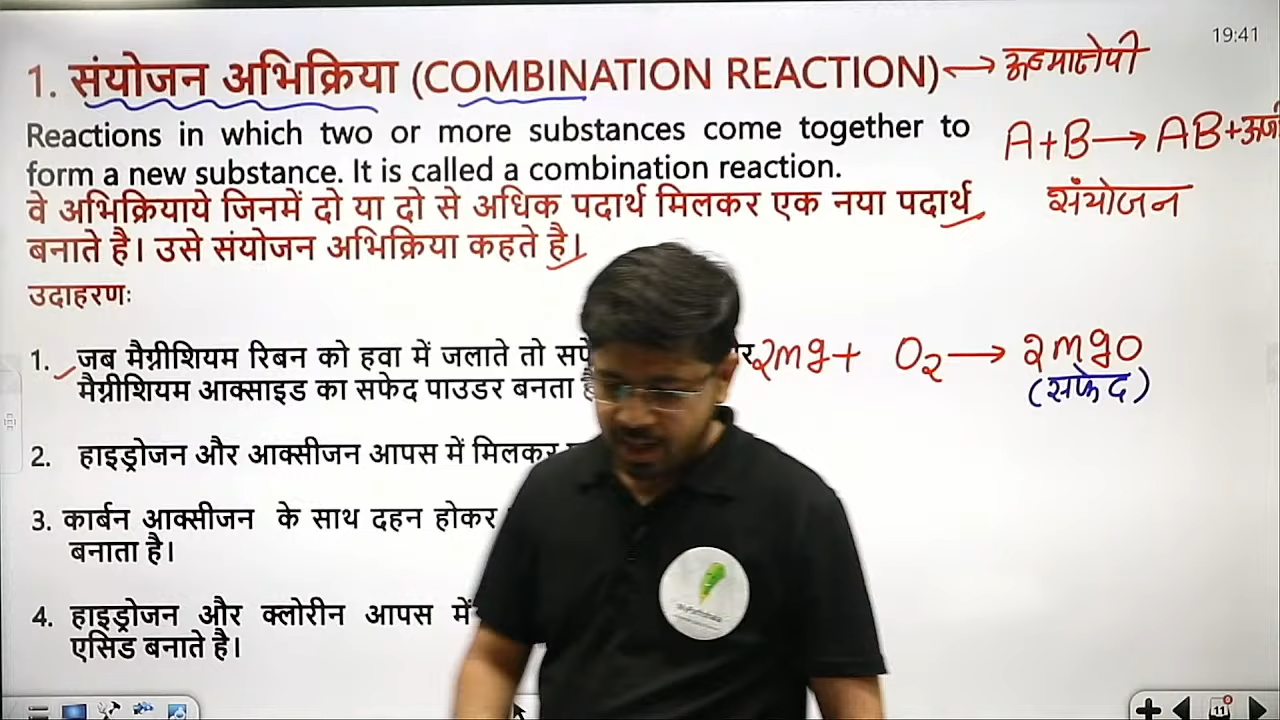 19:41
1. संयोजन अभिक्रिया (COMBINATION REACTION)
ऊष्माक्षेपी
Reactions in which two or more substances come together to
form a new substance. It is called a combination reaction.
A+B→AB+ऊर्जा
वे अभिक्रियाये जिनमें दो या दो से अधिक पदार्थ मिलकर एक नया पदार्थ
संयोजन
बनाते है। उसे संयोजन अभिक्रिया कहते है।
उदाहरणः
1. जब मैग्नीशियम रिबन को हवा में जलाते तो
2mg+ O2→2mgo
मैग्नीशियम आक्साइड का सफेद पाउडर बनता
(सफेद)
2. हाइड्रोजन और आक्सीजन आपस में मिलकर
3. कार्बन आक्सीजन के साथ दहन होकर
बनाता है।
4. हाइड्रोजन और क्लोरीन आपस में
एसिड बनाते है।
11